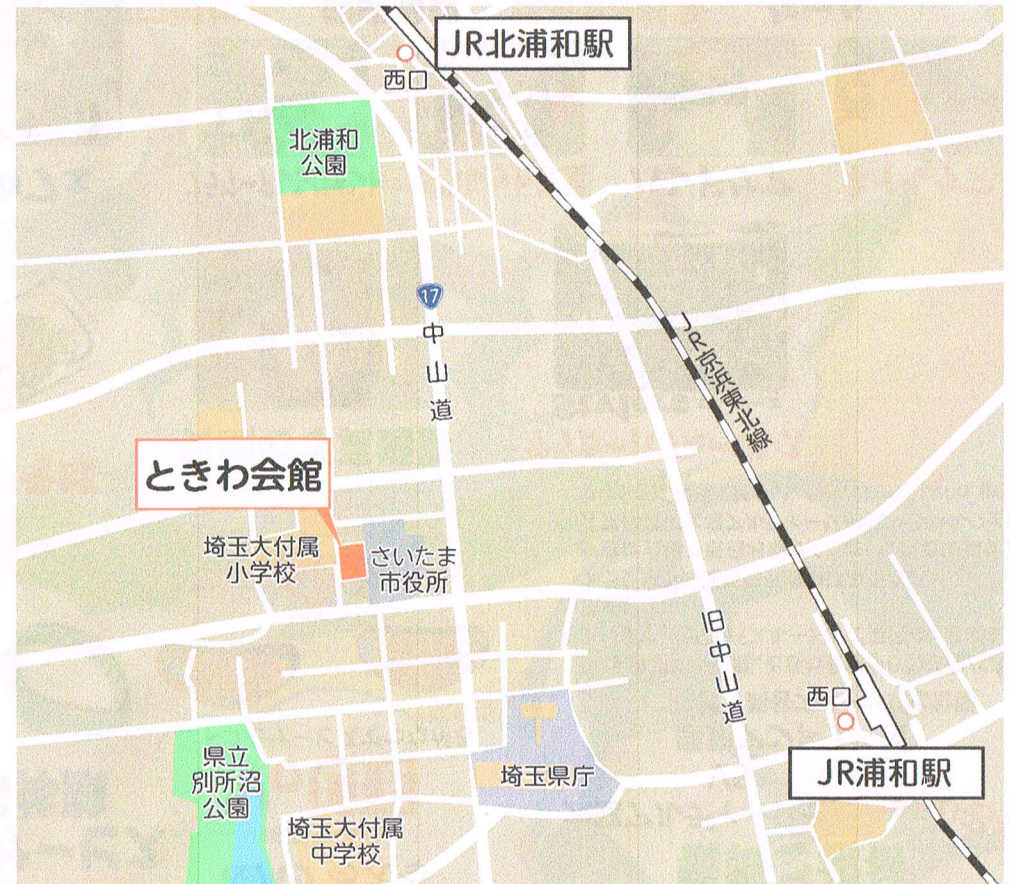 JR北浦和駅
西口
北浦和
公園
17
中山道
JR京浜東北線
ときわ会館
埼玉大付属
小学校
さいたま
市役所
旧中山道
西口
JR浦和駅
県立
別所沼
公園
埼玉県庁
埼玉大付属
中学校